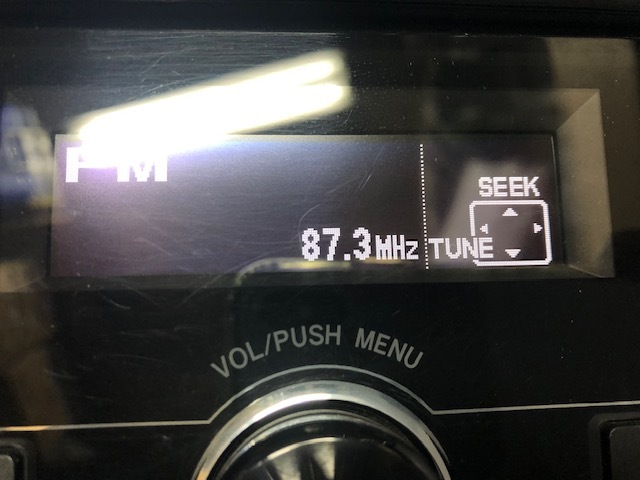 FM
SEEK
87.3MHz
TUNE
VOL/PUSH MENU